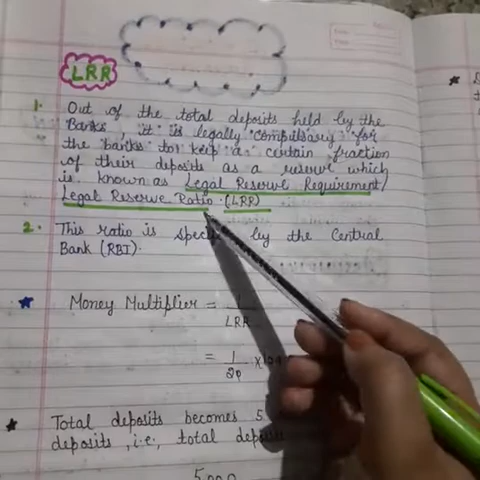 LRR
1. Out of the total deposits held by the
Banks, it is legally compulsary for
the banks to keep a certain fraction
of their deposits as a reserve which
is known as Legal Reserve Requirement/
Legal Reserve Ratio (LRR)
2. This ratio is by the Central
Bank (RBI).
Money Multiplier = 1
LRR
= 1
20
Total deposits becomes 5
deposits, i.e., total
5000